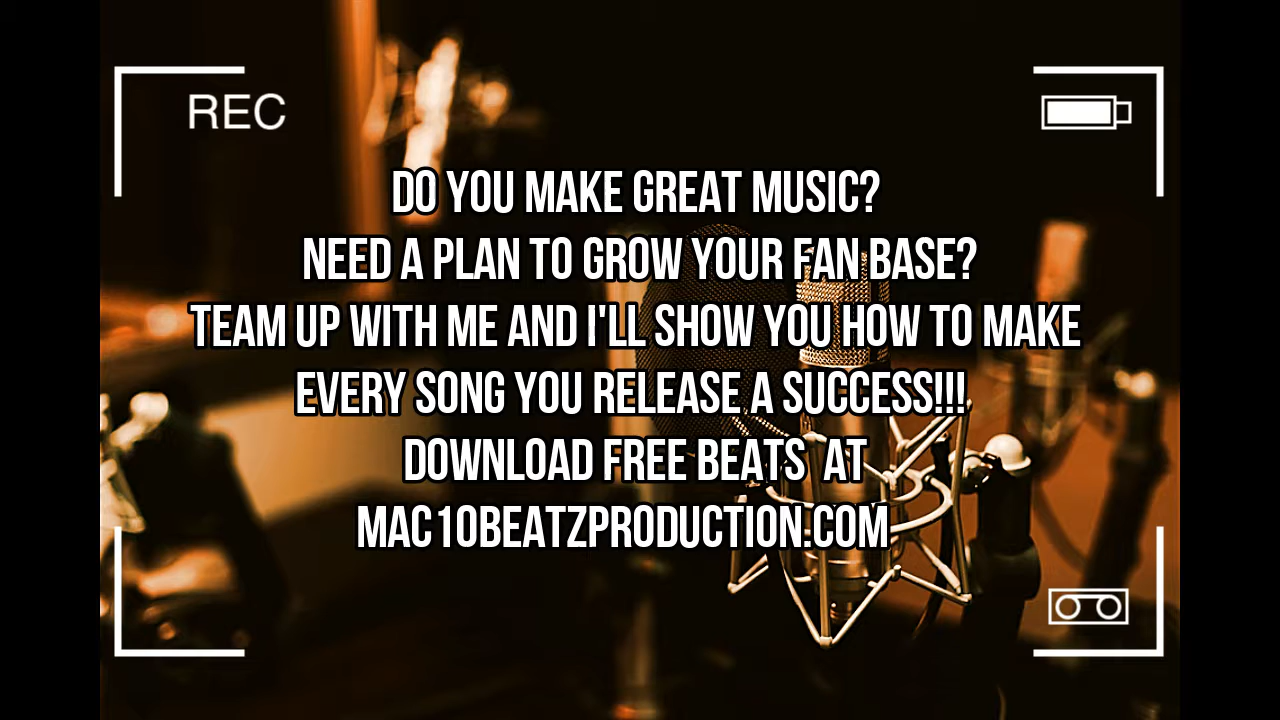 REC
DO YOU MAKE GREAT MUSIC?
NEED A PLAN TO GROW YOUR FAN BASE?
TEAM UP WITH ME AND I'LL SHOW YOU HOW TO MAKE
EVERY SONG YOU RELEASE A SUCCESS!!!
DOWNLOAD FREE BEATS AT
MAC10BEATZPRODUCTION.COM